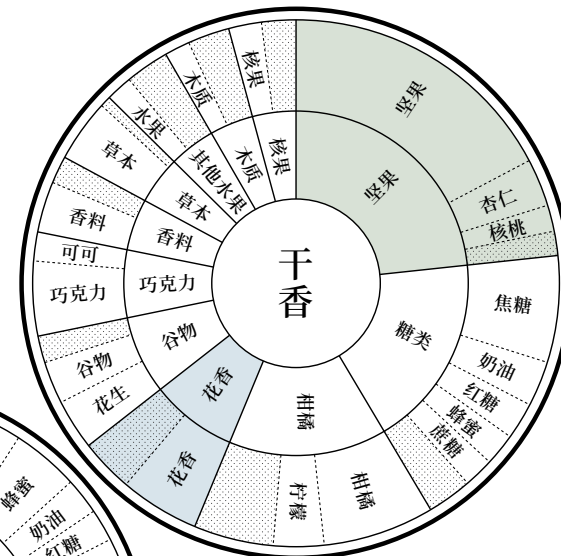 干
香
坚果
糖类
柑橘
花香
谷物
巧克力
香料
草本
其他水果
木质
核果
坚果
杏仁
核桃
焦糖
奶油
红糖
蜂蜜
蔗糖
柑橘
柠檬
花香
花生
谷物
巧克力
可可
香料
草本
水果
木质
核果
蜂蜜
奶油
红糖